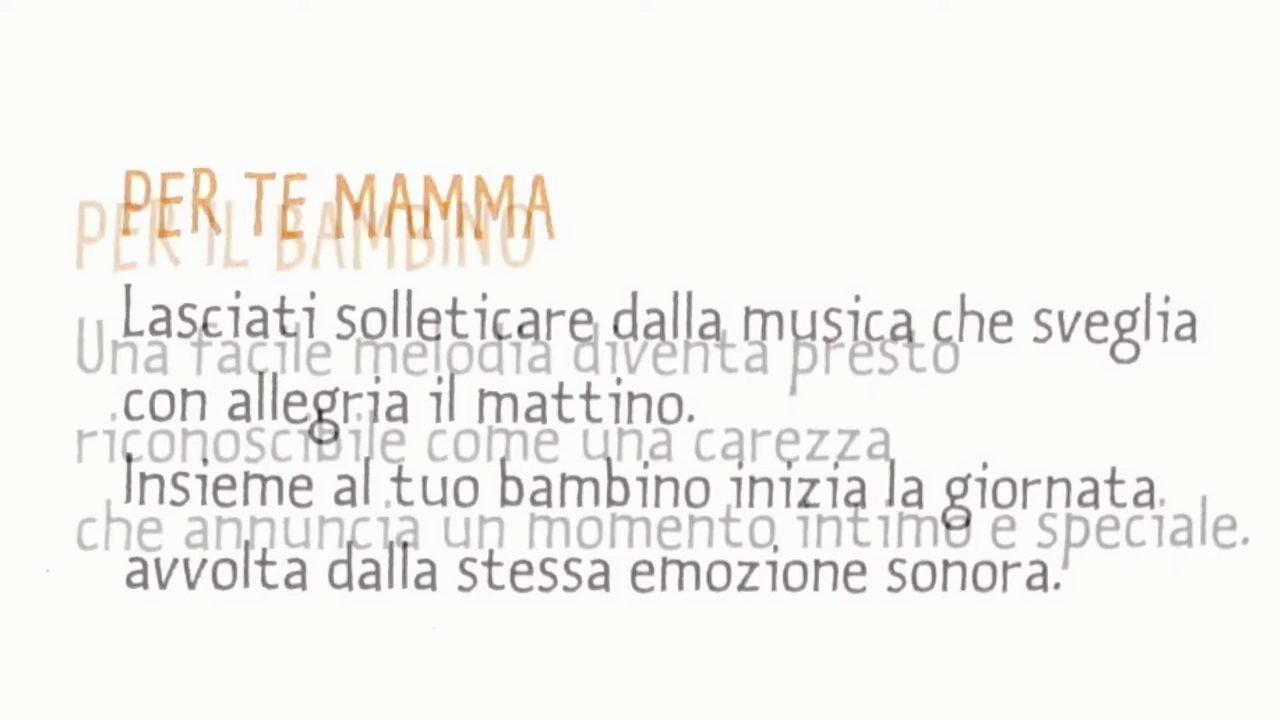 PER TE MAMMA
Lasciati solleticare dalla musica che sveglia
con allegria il mattino.
Insieme al tuo bambino inizia la giornata
avvolta dalla stessa emozione sonora.
PER IL BAMBINO
Una facile melodia diventa presto
riconoscibile come una carezza
che annuncia un momento intimo e speciale.